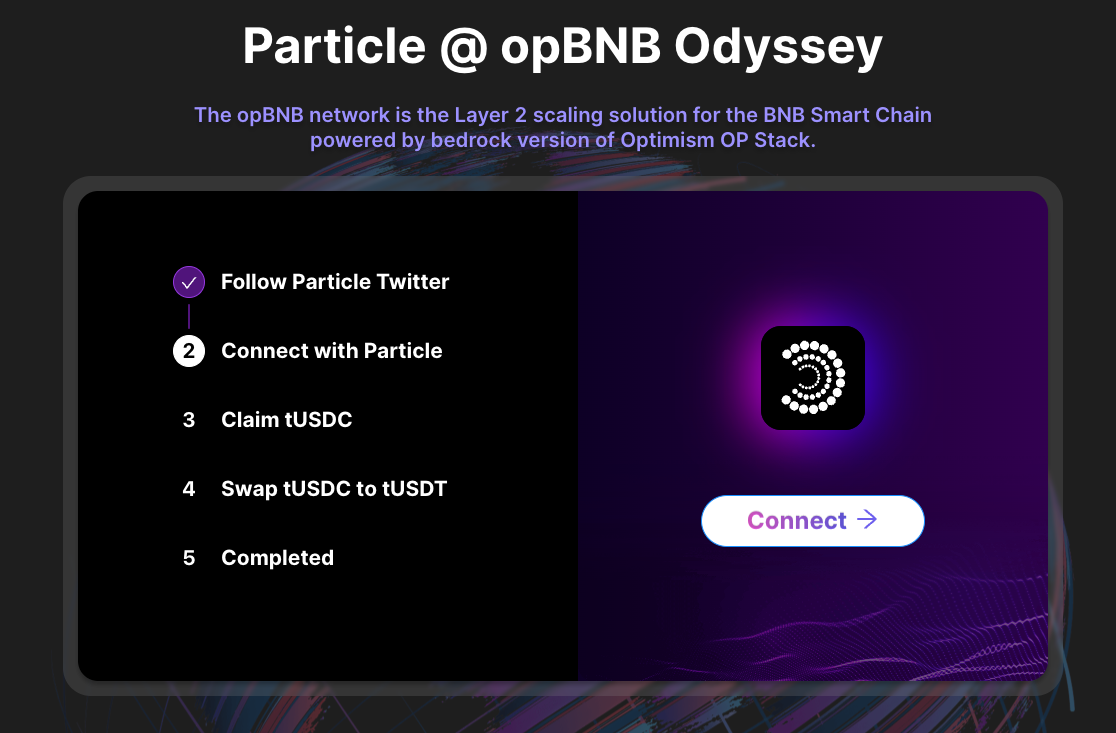 Particle @ opBNB Odyssey
The opBNB network is the Layer 2 scaling solution for the BNB Smart Chain
powered by bedrock version of Optimism OP Stack.
Follow Particle Twitter
2 Connect with Particle
3 Claim tUSDC
4 Swap tUSDC to tUSDT
5 Completed
Connect →